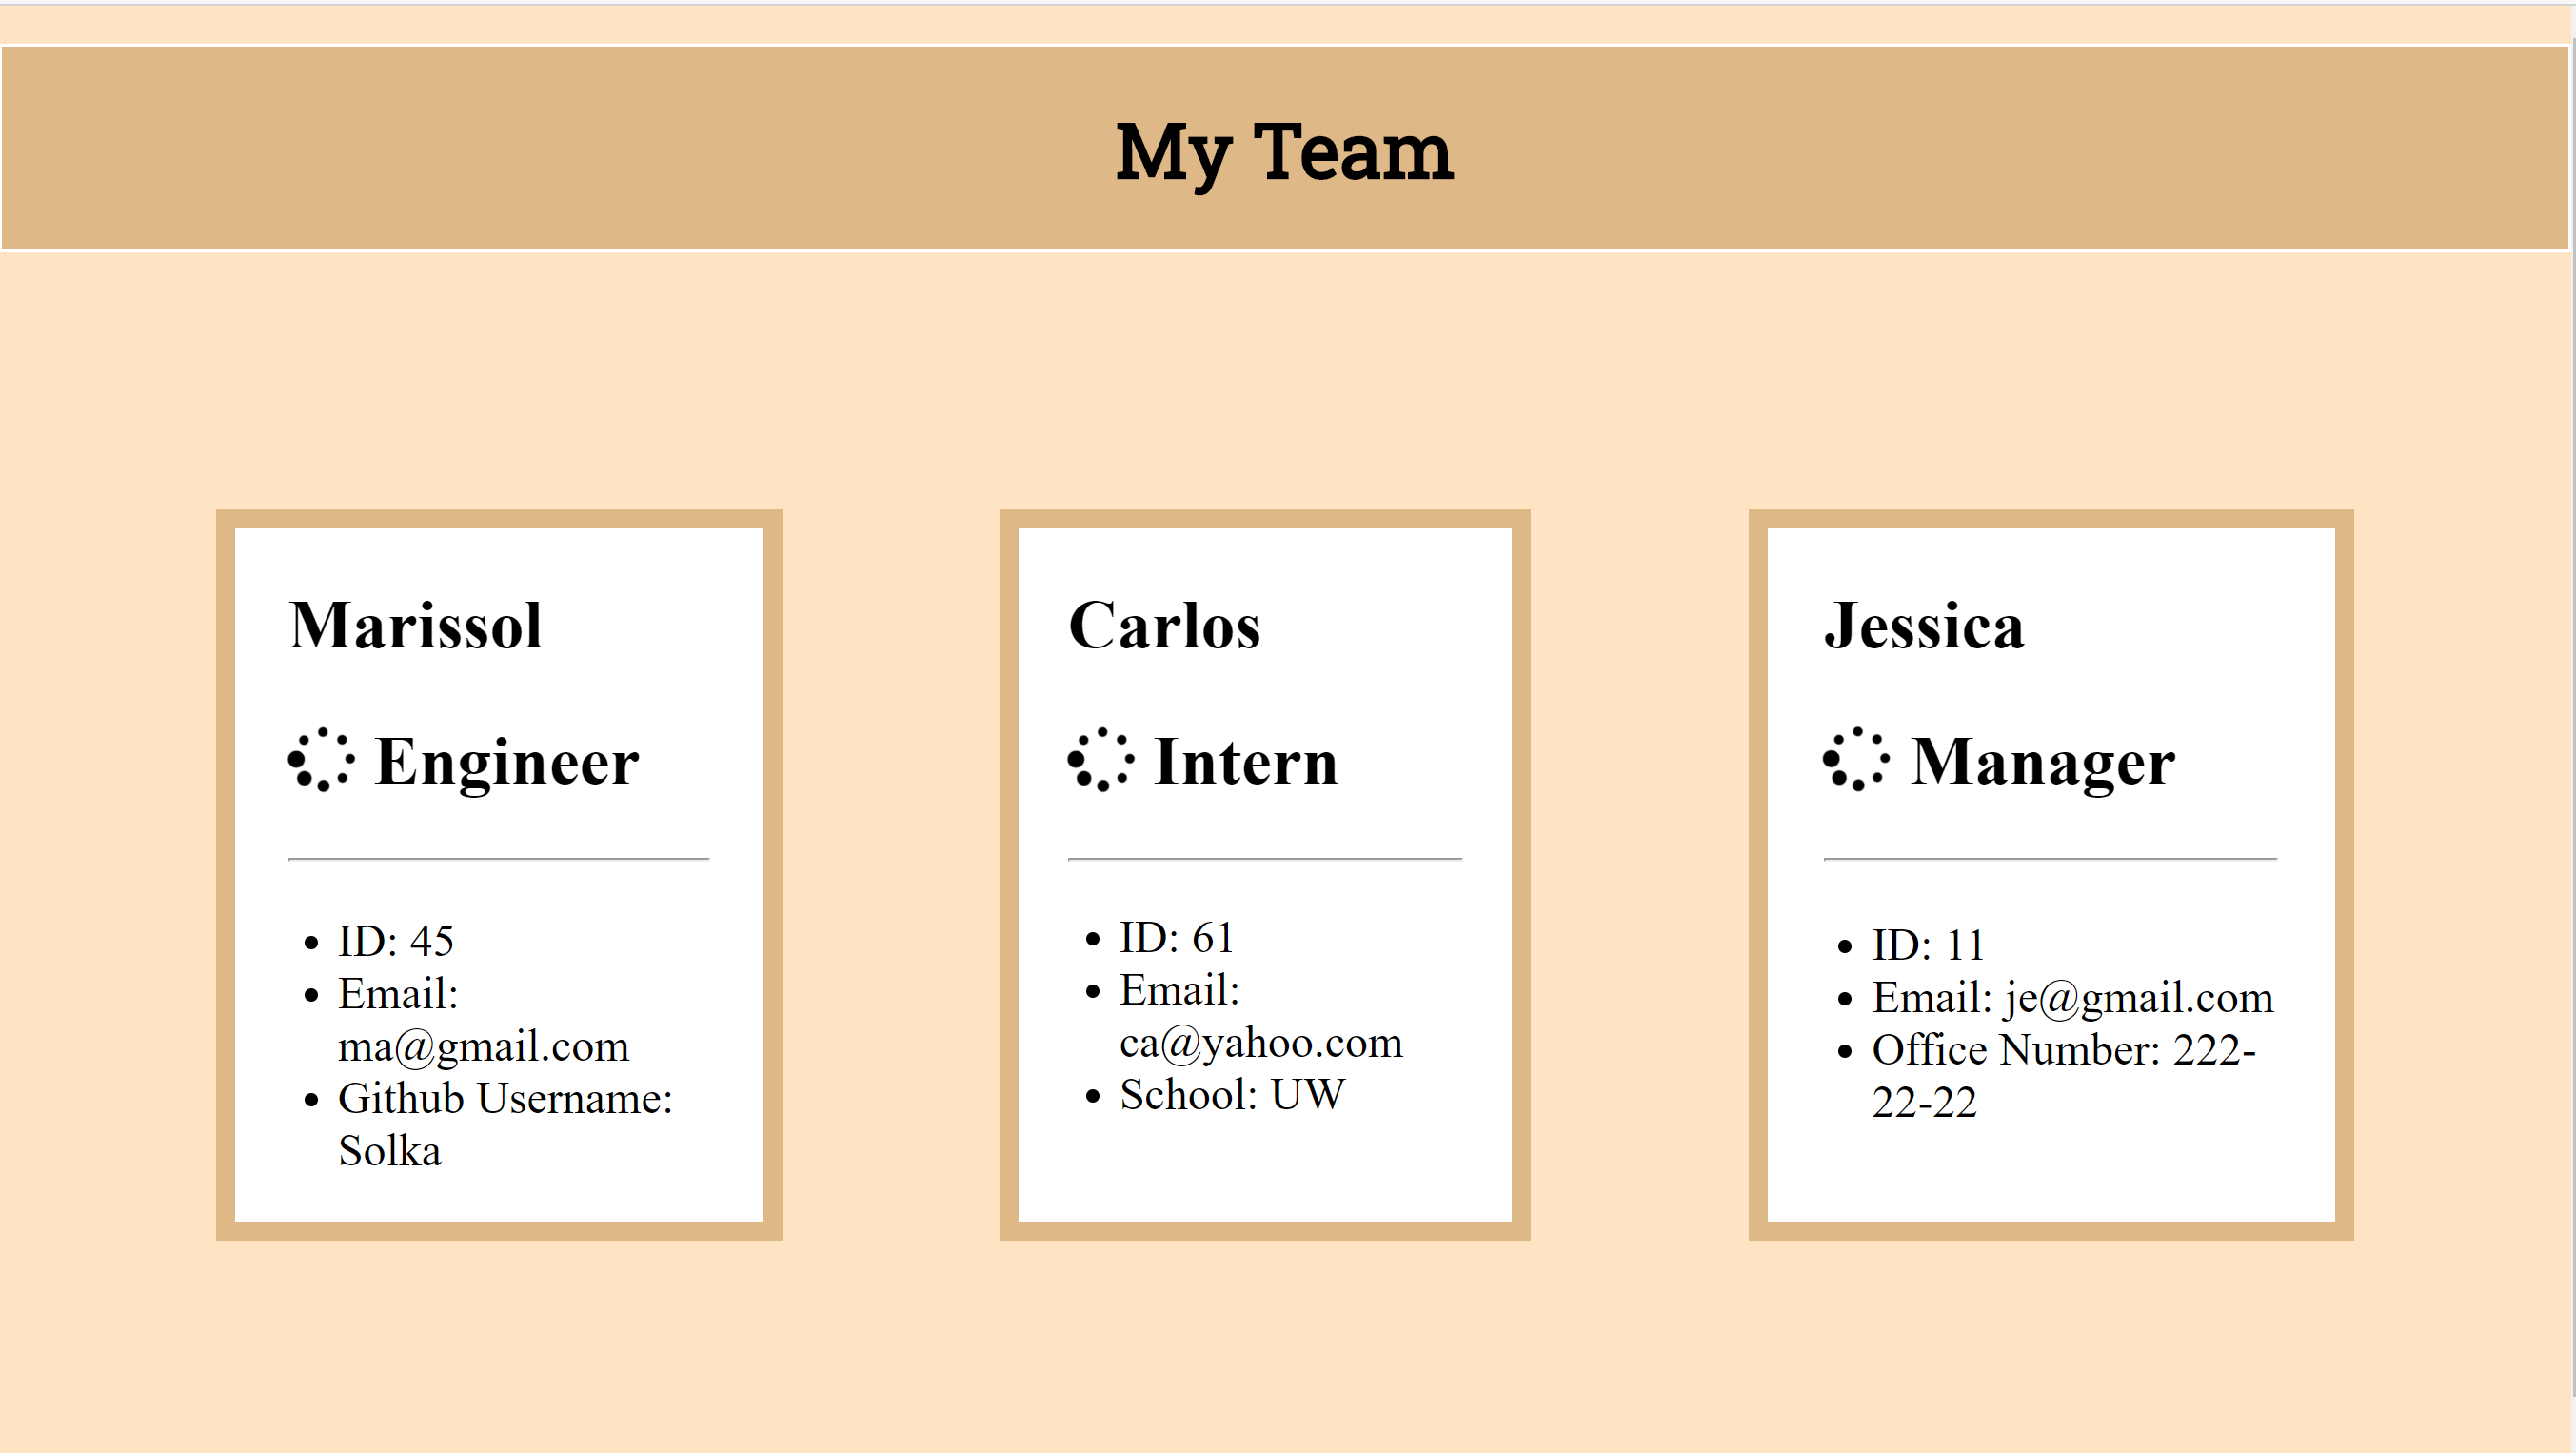 My Team
Marissol
Engineer
ID: 45
Email:
ma@gmail.com
Github Username:
Solka
Carlos
Intern
ID: 61
Email:
ca@yahoo.com
School: UW
Jessica
Manager
ID: 11
Email: je@gmail.com
Office Number: 222-
22-22